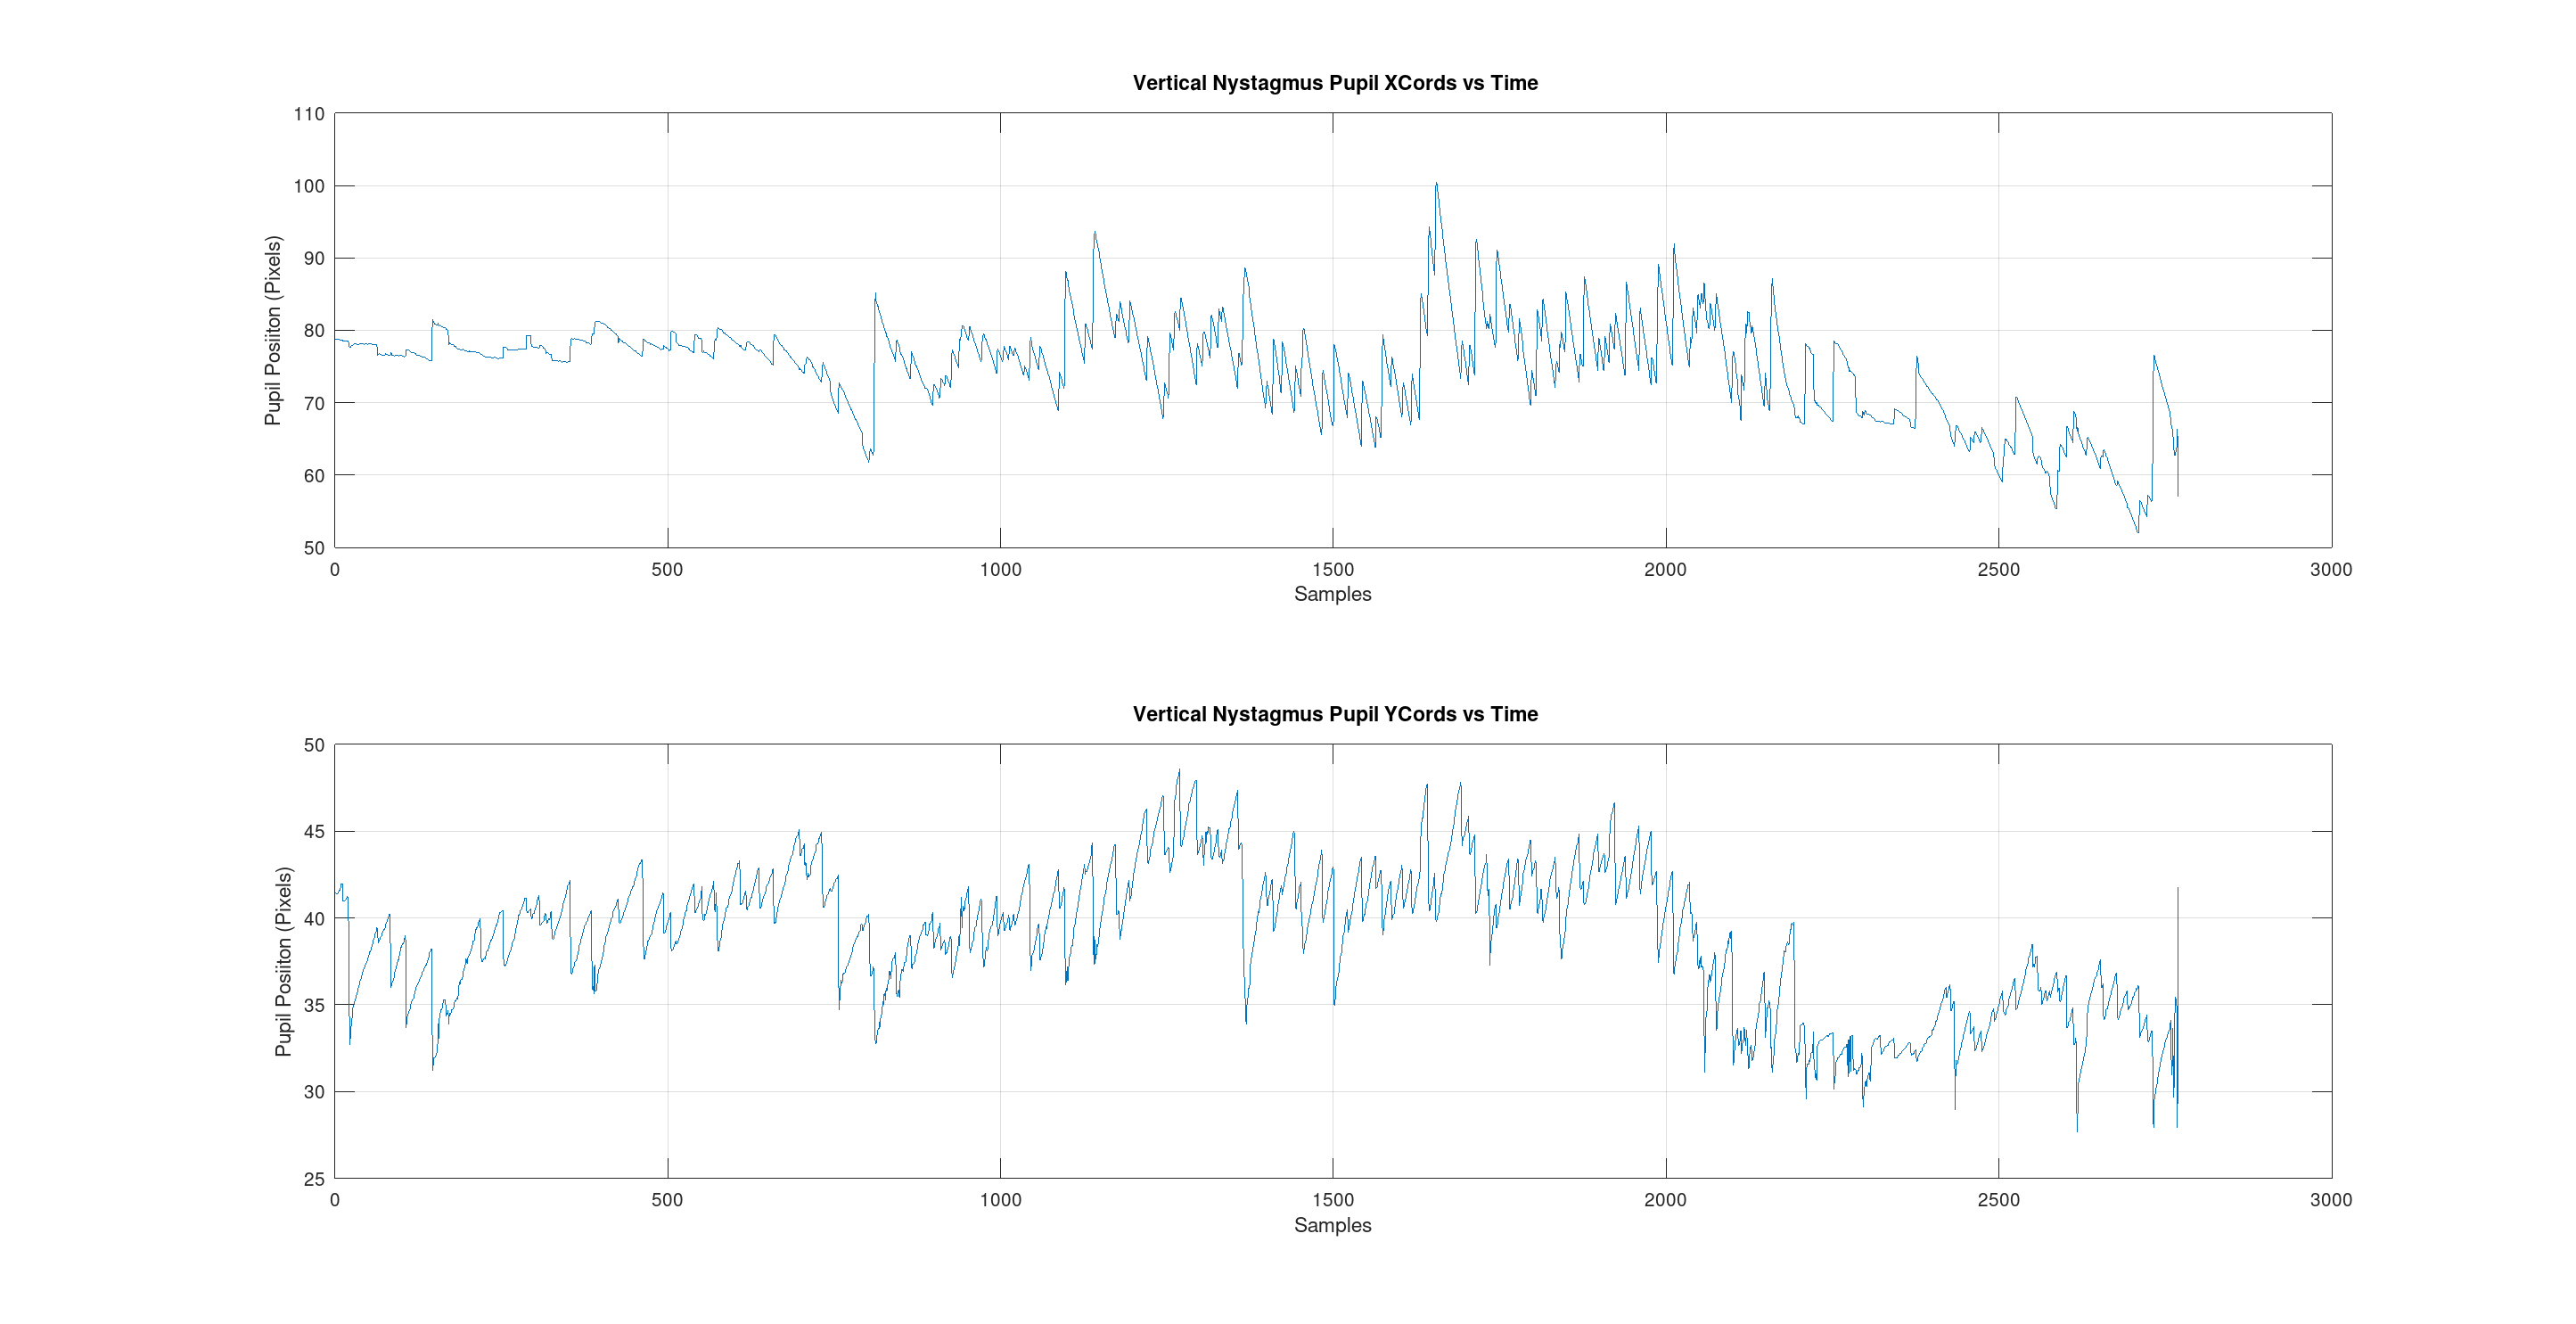 Vertical Nystagmus Pupil XCords vs Time
110
100
90
80
70
60
50
Pupil Posiiton (Pixels)
0 500 1000 1500 2000 2500 3000
Samples
Vertical Nystagmus Pupil YCords vs Time
50
45
40
35
30
25
Pupil Posiiton (Pixels)
0 500 1000 1500 2000 2500 3000
Samples